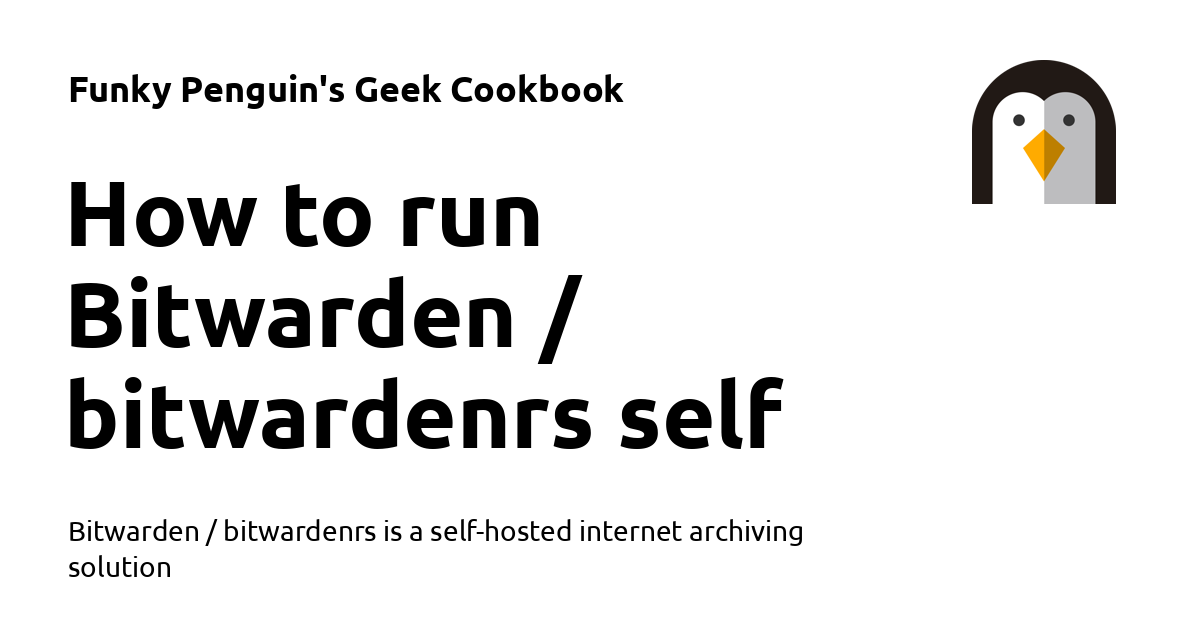 Funky Penguin's Geek Cookbook
How to run
Bitwarden /
bitwardenrs self
Bitwarden / bitwardenrs is a self-hosted internet archiving
solution